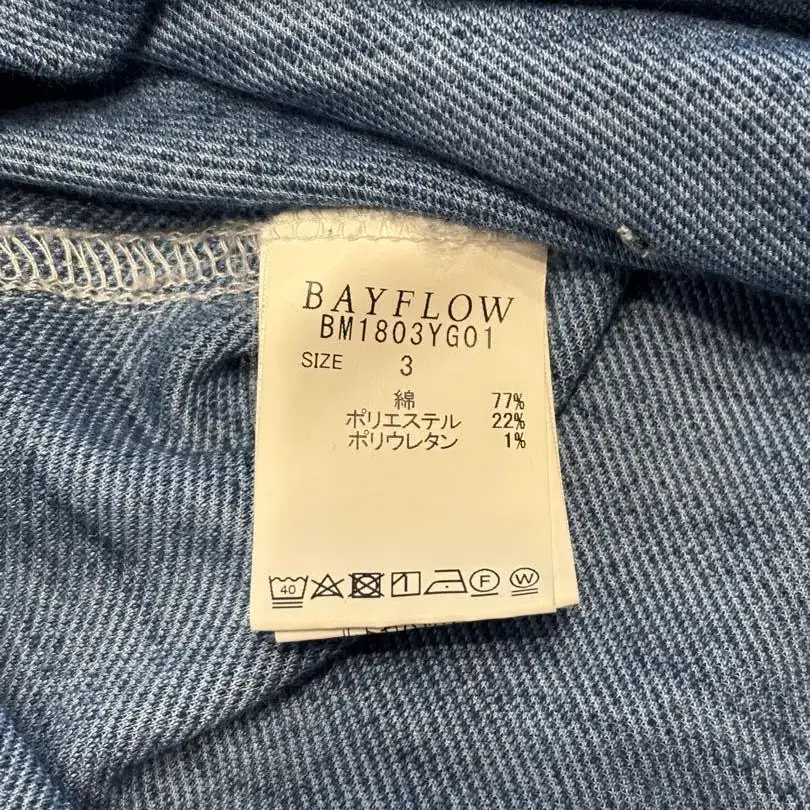 BAYFLOW
BM1803YG01
SIZE 3
綿 77%
ポリエステル 22%
ポリウレタン 1%
40 F W